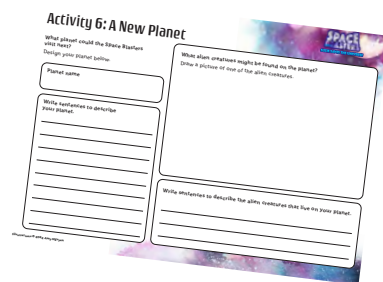 Activity 6: A New Planet
What planet could the Space Blasters
visit next?
Design your planet below.
Planet name
Write sentences to describe
your planet.
What alien creatures might be found on the planet?
Draw a picture of one of the alien creatures.
Write sentences to describe the alien creatures that live on your planet.
SPACE
BLASTERS